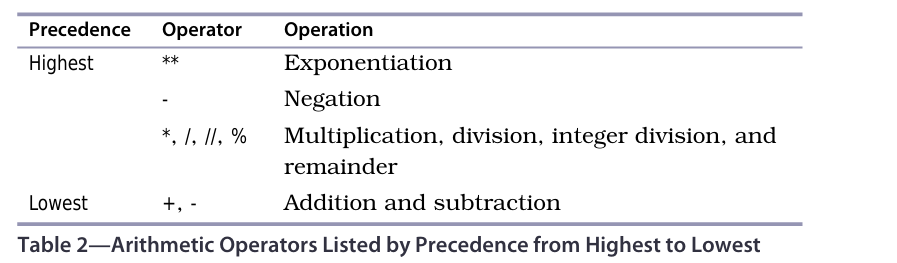 Precedence Operator Operation
Highest ** Exponentiation
- Negation
*, /, //, % Multiplication, division, integer division, and
remainder
Lowest +, - Addition and subtraction
Table 2—Arithmetic Operators Listed by Precedence from Highest to Lowest